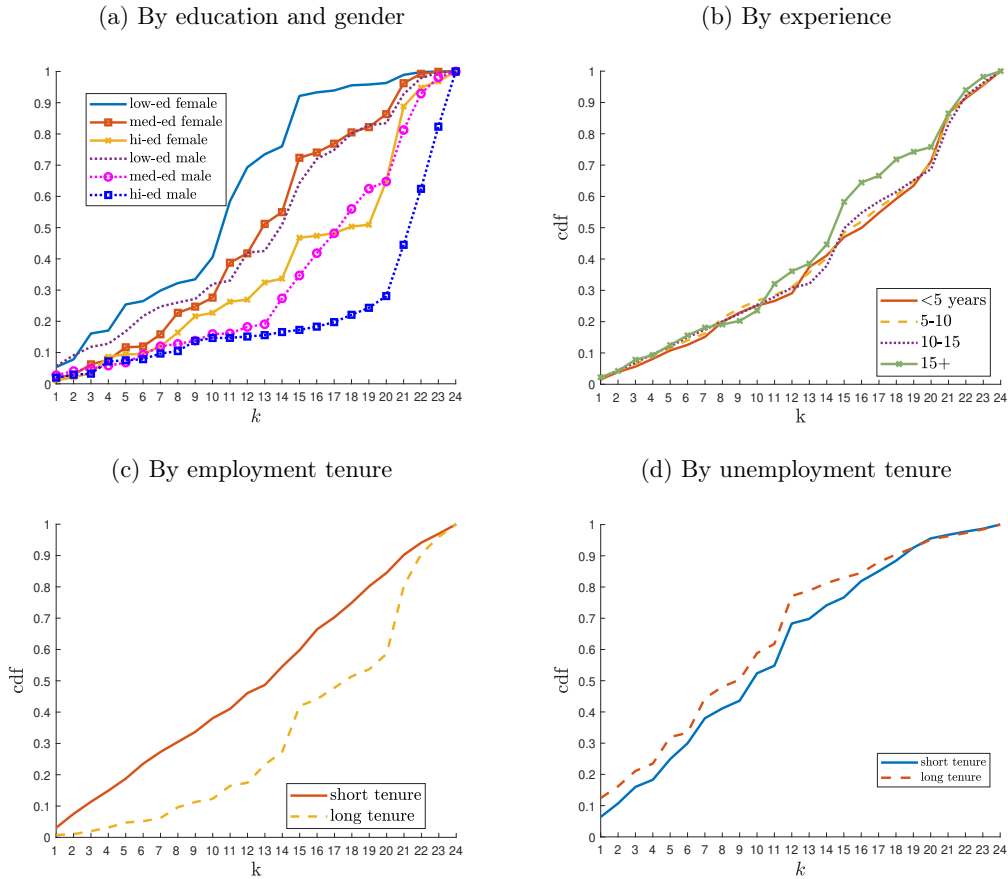 (a) By education and gender
1
0.9
0.8
0.7
0.6
0.5
0.4
0.3
0.2
0.1
0
low-ed female
med-ed female
hi-ed female
low-ed male
med-ed male
hi-ed male
1 2 3 4 5 6 7 8 9 10 11 12 13 14 15 16 17 18 19 20 21 22 23 24
k
(b) By experience
cdf
1
0.9
0.8
0.7
0.6
0.5
0.4
0.3
0.2
0.1
0
<5 years
5-10
10-15
15+
1 2 3 4 5 6 7 8 9 10 11 12 13 14 15 16 17 18 19 20 21 22 23 24
k
(c) By employment tenure
cdf
1
0.9
0.8
0.7
0.6
0.5
0.4
0.3
0.2
0.1
0
short tenure
long tenure
1 2 3 4 5 6 7 8 9 10 11 12 13 14 15 16 17 18 19 20 21 22 23 24
k
(d) By unemployment tenure
cdf
1
0.9
0.8
0.7
0.6
0.5
0.4
0.3
0.2
0.1
0
short tenure
long tenure
1 2 3 4 5 6 7 8 9 10 11 12 13 14 15 16 17 18 19 20 21 22 23 24
k